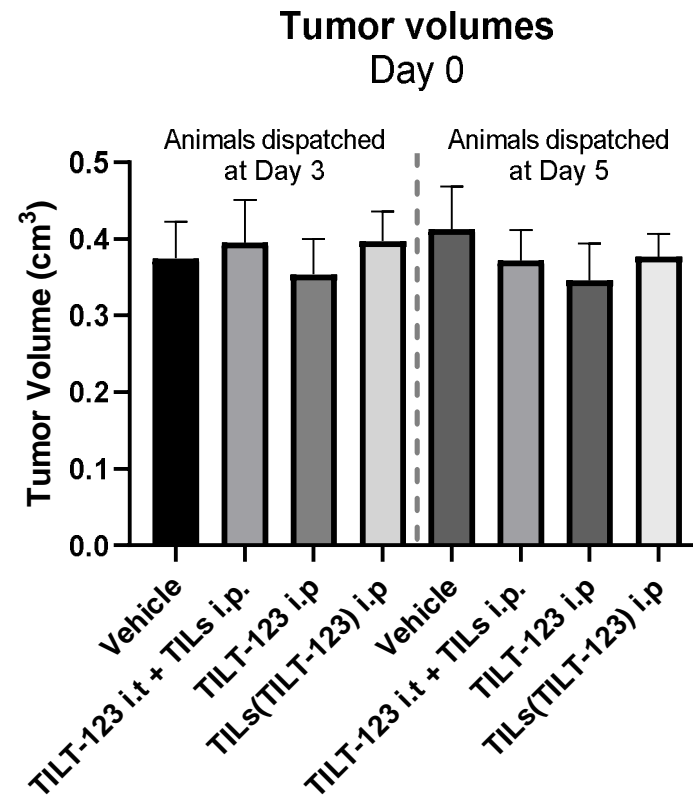 Tumor volumes
Day 0
Animals dispatched
at Day 3
Animals dispatched
at Day 5
Tumor Volume (cm³)
0.5
0.4
0.3
0.2
0.1
0.0
Vehicle
TILT-123 i.t + TILs i.p.
TILT-123 i.p
TILs(TILT-123) i.p
Vehicle
TILT-123 i.t + TILs i.p.
TILT-123 i.p
TILs(TILT-123) i.p